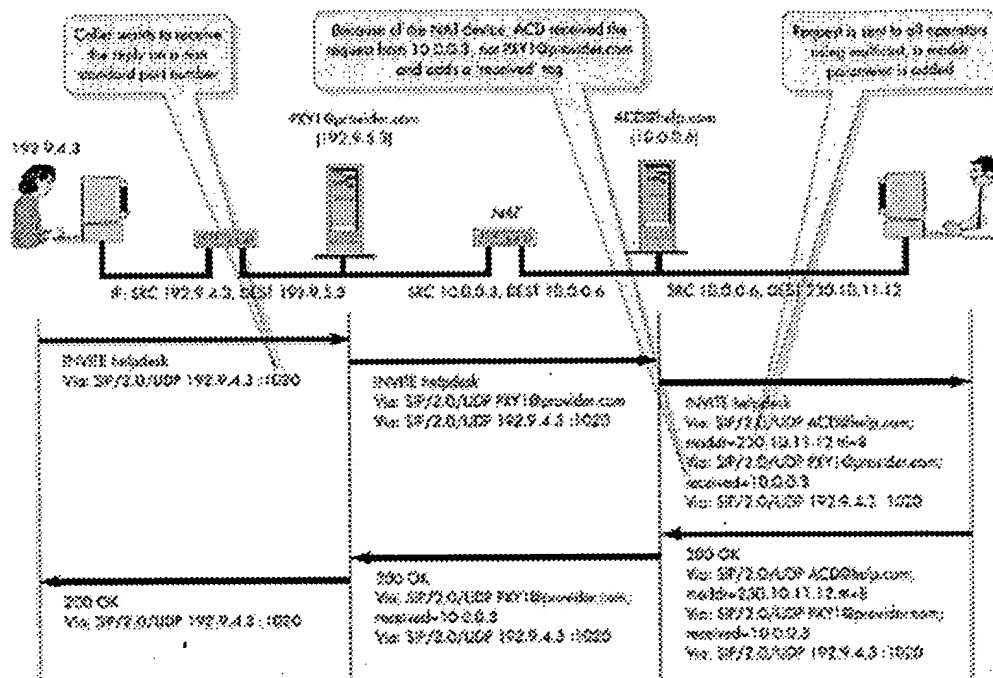 Caller wants to receive
the reply on a non
standard port number
Because of the NAT device, ACD received the
request from 10.0.0.3, not PXY1@provider.com
and adds a 'received' tag
Request is sent to all operators
using multicast, a maddr
parameter is added
192.9.4.3
PXY1@provider.com
ACD@help.com
(10.0.0.6)
NAT
IP: SRC 192.9.4.3, DEST
SRC 10.0.0.3, DEST 10.0.0.6
SRC 10.0.0.6, DEST 230.10.11.12
INVITE helpdesk
Via: SIP/2.0/UDP 192.9.4.3 :1020
INVITE helpdesk
Via: SIP/2.0/UDP PXY1@provider.com
Via: SIP/2.0/UDP 192.9.4.3 :1020
INVITE helpdesk
Via: SIP/2.0/UDP ACD@help.com;
maddr=230.10.11.12
Via: SIP/2.0/UDP PXY1@provider.com;
received=10.0.0.3
Via: SIP/2.0/UDP 192.9.4.3 :1020
200 OK
Via: SIP/2.0/UDP ACD@help.com;
maddr=230.10.11.12
Via: SIP/2.0/UDP PXY1@provider.com;
received=10.0.0.3
Via: SIP/2.0/UDP 192.9.4.3 :1020
200 OK
Via: SIP/2.0/UDP PXY1@provider.com;
received=10.0.0.3
Via: SIP/2.0/UDP 192.9.4.3 :1020
200 OK
Via: SIP/2.0/UDP 192.9.4.3 :1020